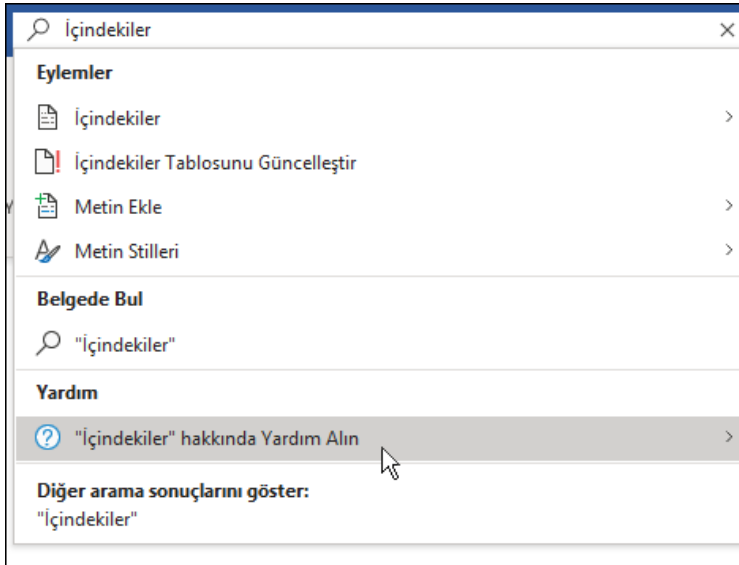 İçindekiler
Eylemler
İçindekiler
İçindekiler Tablosunu Güncelleştir
Metin Ekle
Metin Stilleri
Belgede Bul
"İçindekiler"
Yardım
"İçindekiler" hakkında Yardım Alın
Diğer arama sonuçlarını göster:
"İçindekiler"